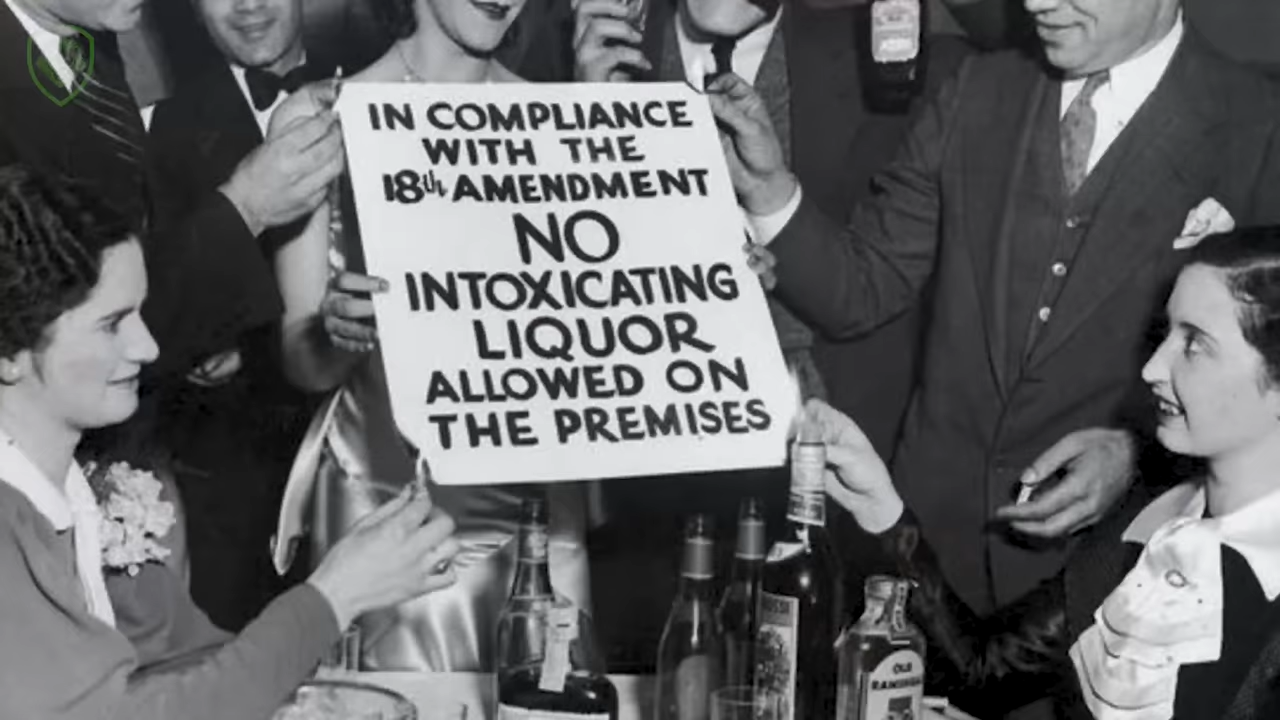 IN COMPLIANCE
WITH THE
18th AMENDMENT
NO
INTOXICATING
LIQUOR
ALLOWED ON
THE PREMISES
OLD